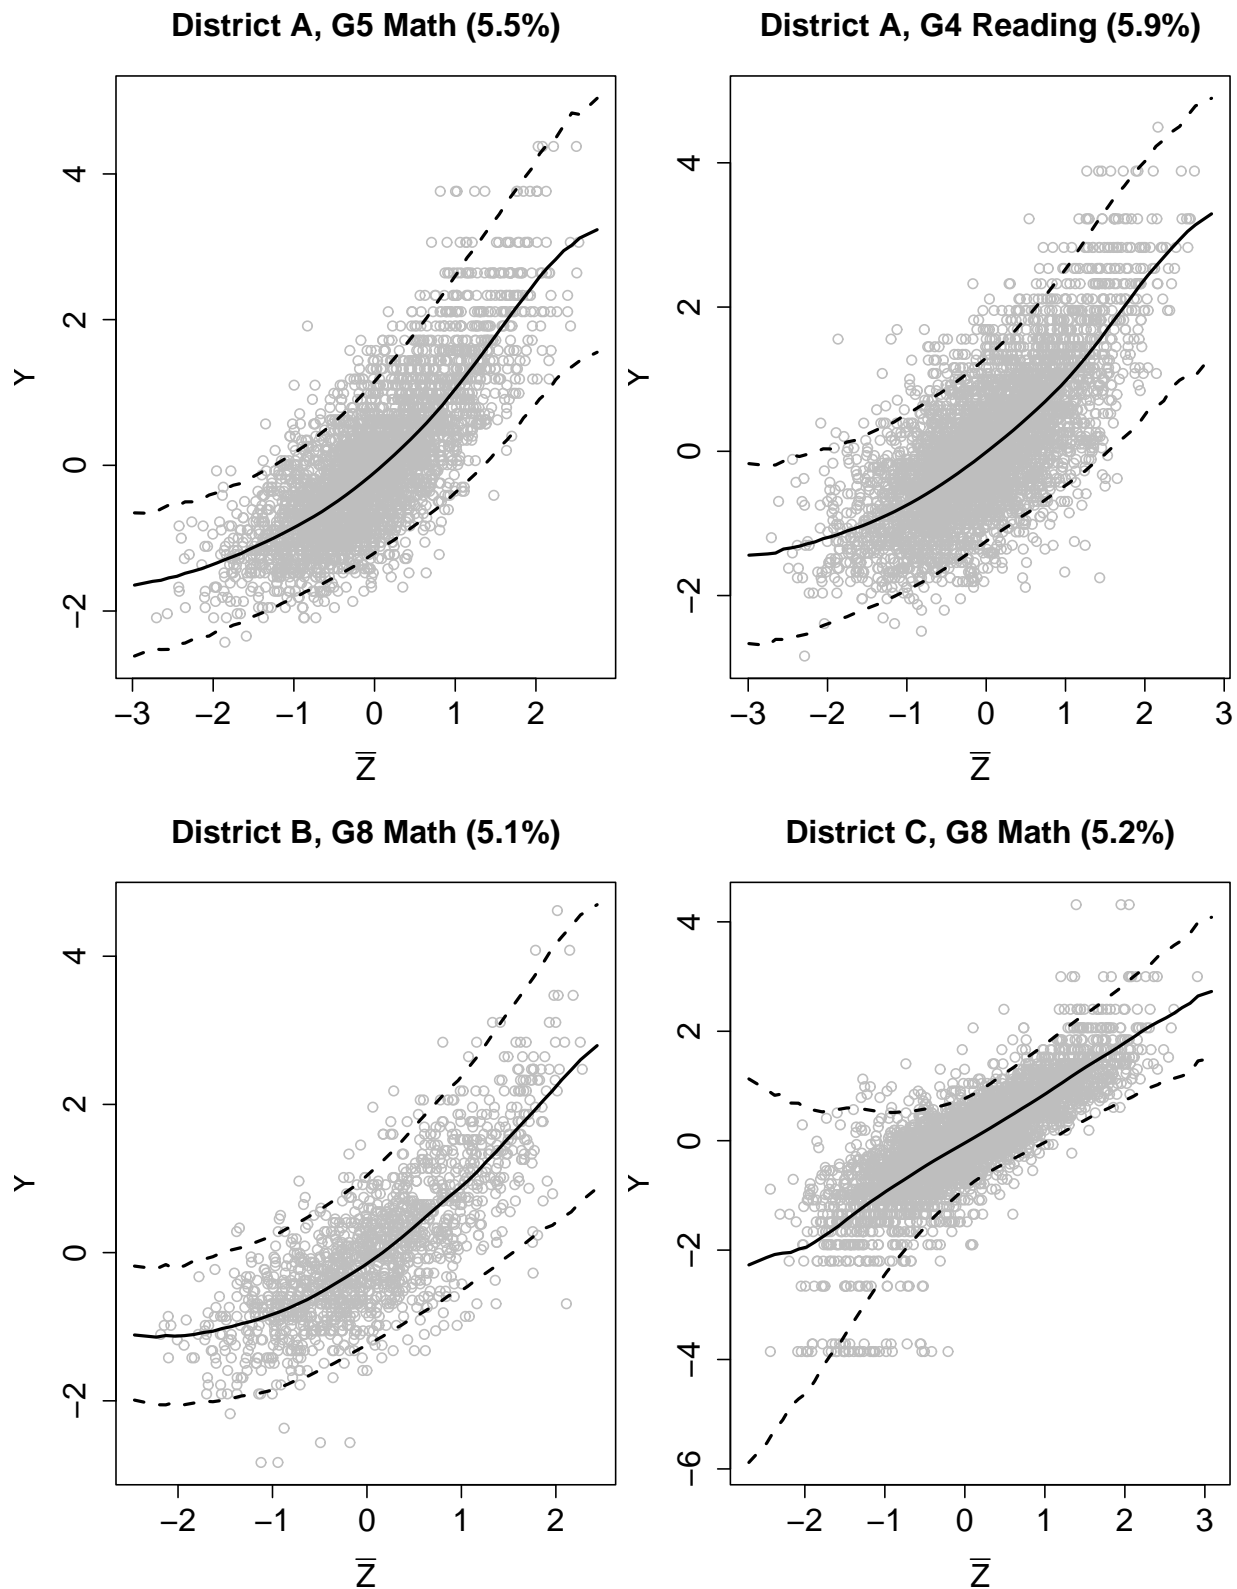 District A, G5 Math (5.5%)
Y
4
2
0
−2
−3 −2 −1 0 1 2
Z̅
District A, G4 Reading (5.9%)
Y
4
2
0
−2
−3 −2 −1 0 1 2 3
Z̅
District B, G8 Math (5.1%)
Y
4
2
0
−2
−2 −1 0 1 2
Z̅
District C, G8 Math (5.2%)
Y
4
2
0
−2
−4
−6
−2 −1 0 1 2 3
Z̅